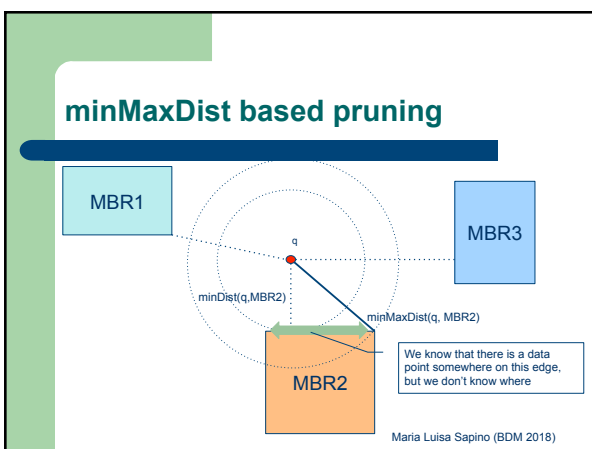 minMaxDist based pruning
MBR1
q
MBR3
minDist(q,MBR2)
minMaxDist(q, MBR2)
We know that there is a data
point somewhere on this edge,
but we don't know where
MBR2
Maria Luisa Sapino (BDM 2018)